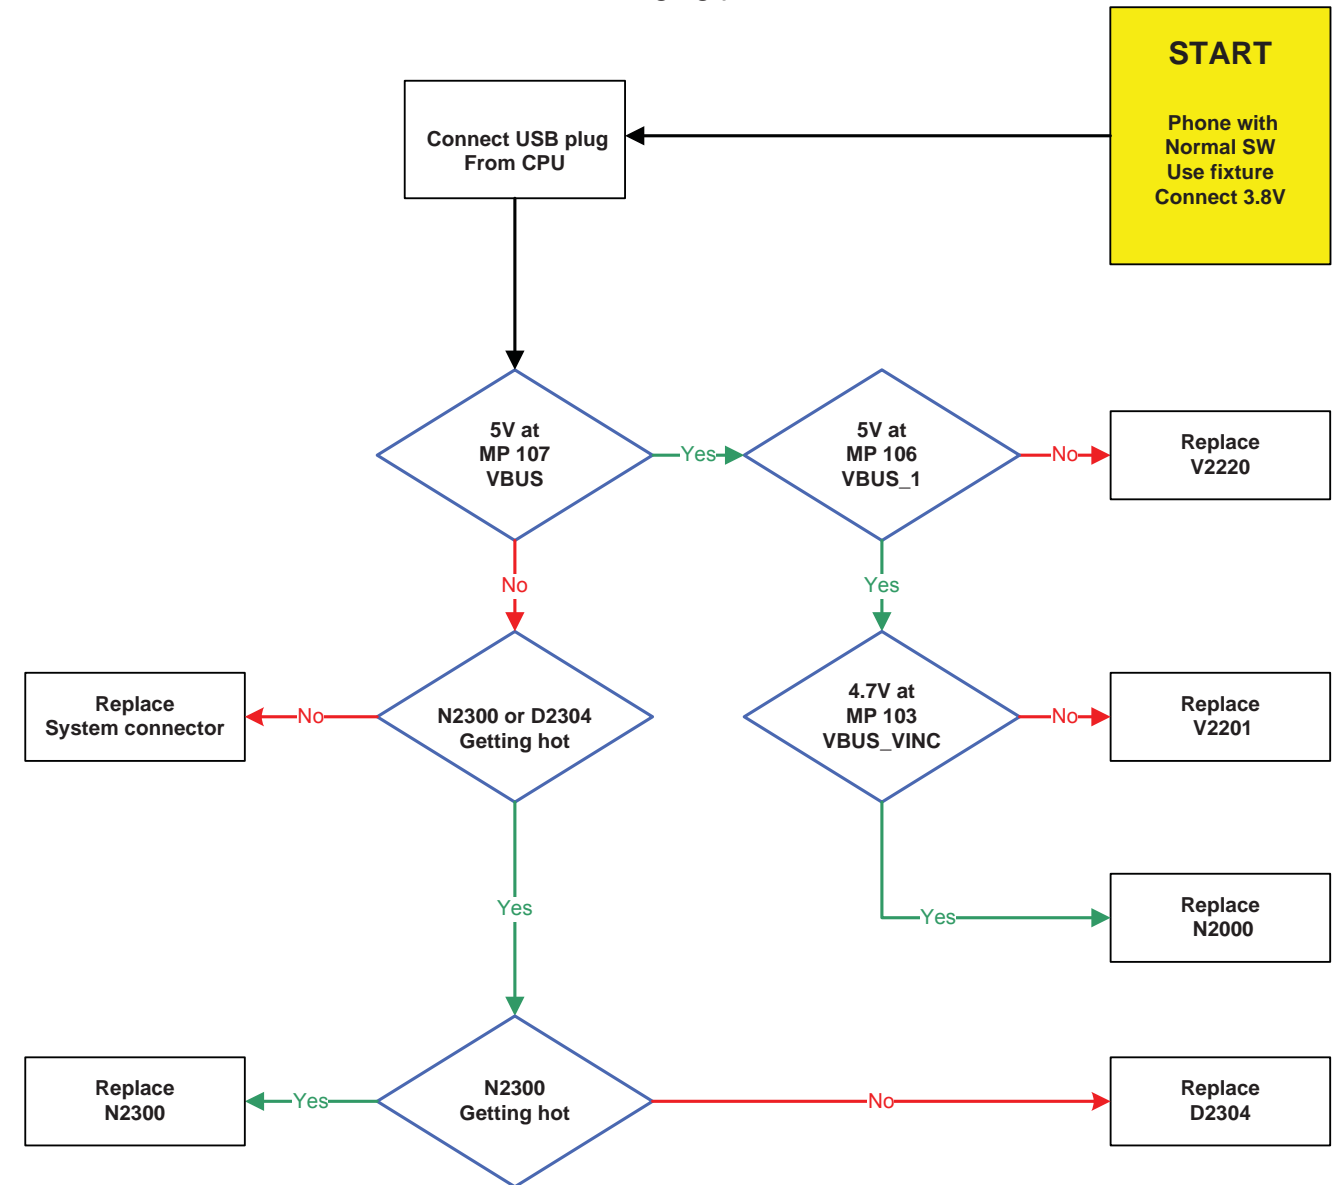 START
Phone with
Normal SW
Use fixture
Connect 3.8V
Connect USB plug
From CPU
5V at
MP 107
VBUS
Yes
5V at
MP 106
VBUS_1
No
Replace
V2220
No
Yes
Replace
System connector
No
N2300 or D2304
Getting hot
4.7V at
MP 103
VBUS_VINC
No
Replace
V2201
Yes
Yes
Replace
N2000
Replace
N2300
Yes
N2300
Getting hot
No
Replace
D2304